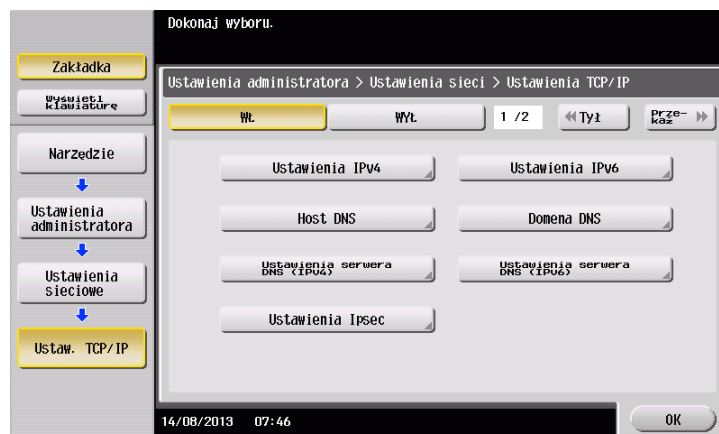 Dokonaj wyboru.
Zakładka
Wyświetl
klawiaturę
Ustawienia administratora > Ustawienia sieci > Ustawienia TCP/IP
WŁ
WYŁ
1 /2
Tył
Prze-
każ
Narzędzie
Ustawienia IPv4
Ustawienia IPv6
Ustawienia
administratora
Host DNS
Domena DNS
Ustawienia serwera
DNS (IPv4)
Ustawienia serwera
DNS (IPv6)
Ustawienia
sieciowe
Ustawienia Ipsec
Ustaw. TCP/IP
14/08/2013 07:46
OK